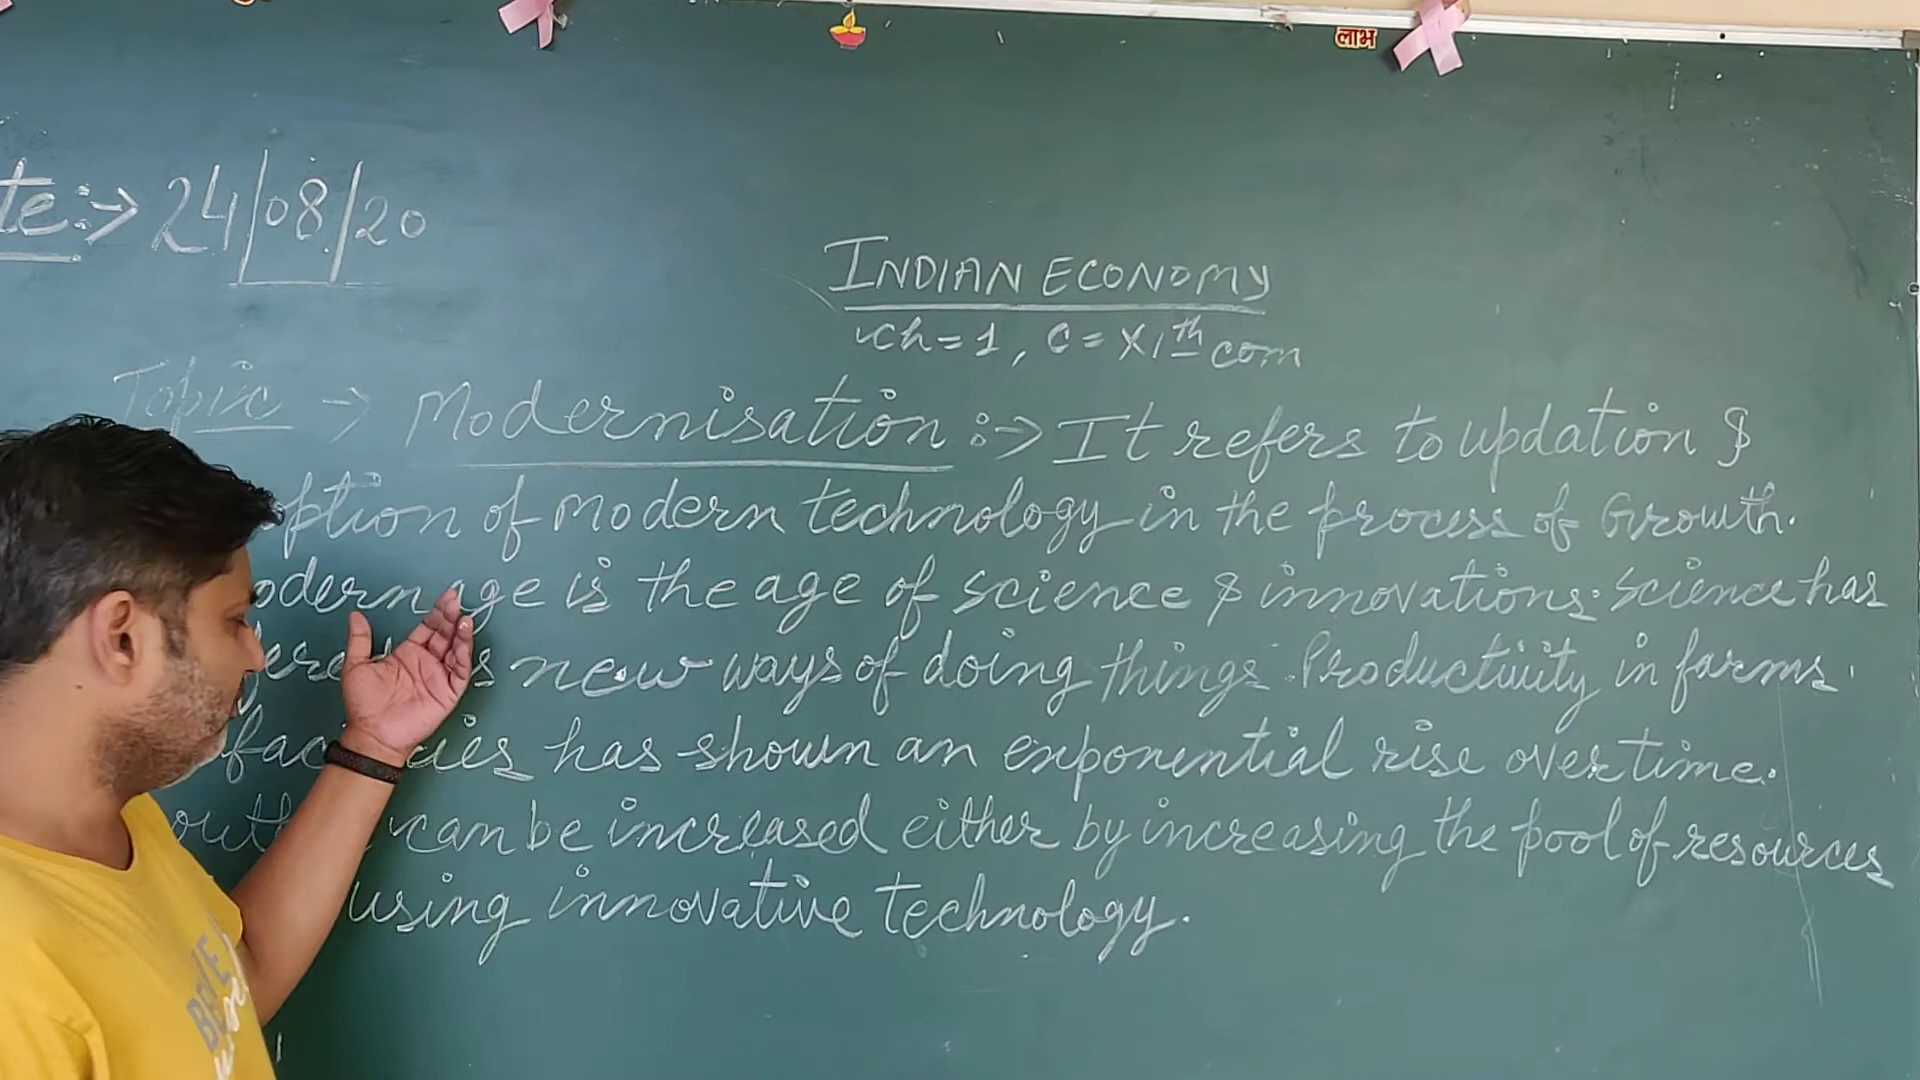 लाभ
te:→ 24/08/20
INDIAN ECONOMY
Ch=1, C=XIth com
Topic → Modernisation :→ It refers to updation &
ption of Modern technology in the process of Growth.
odern age is the age of science & innovations. Science has
new ways of doing things. Productivity in farms
has shown an exponential rise over time.
can be increased either by increasing the pool of resources
using innovative technology.
BELIEVE